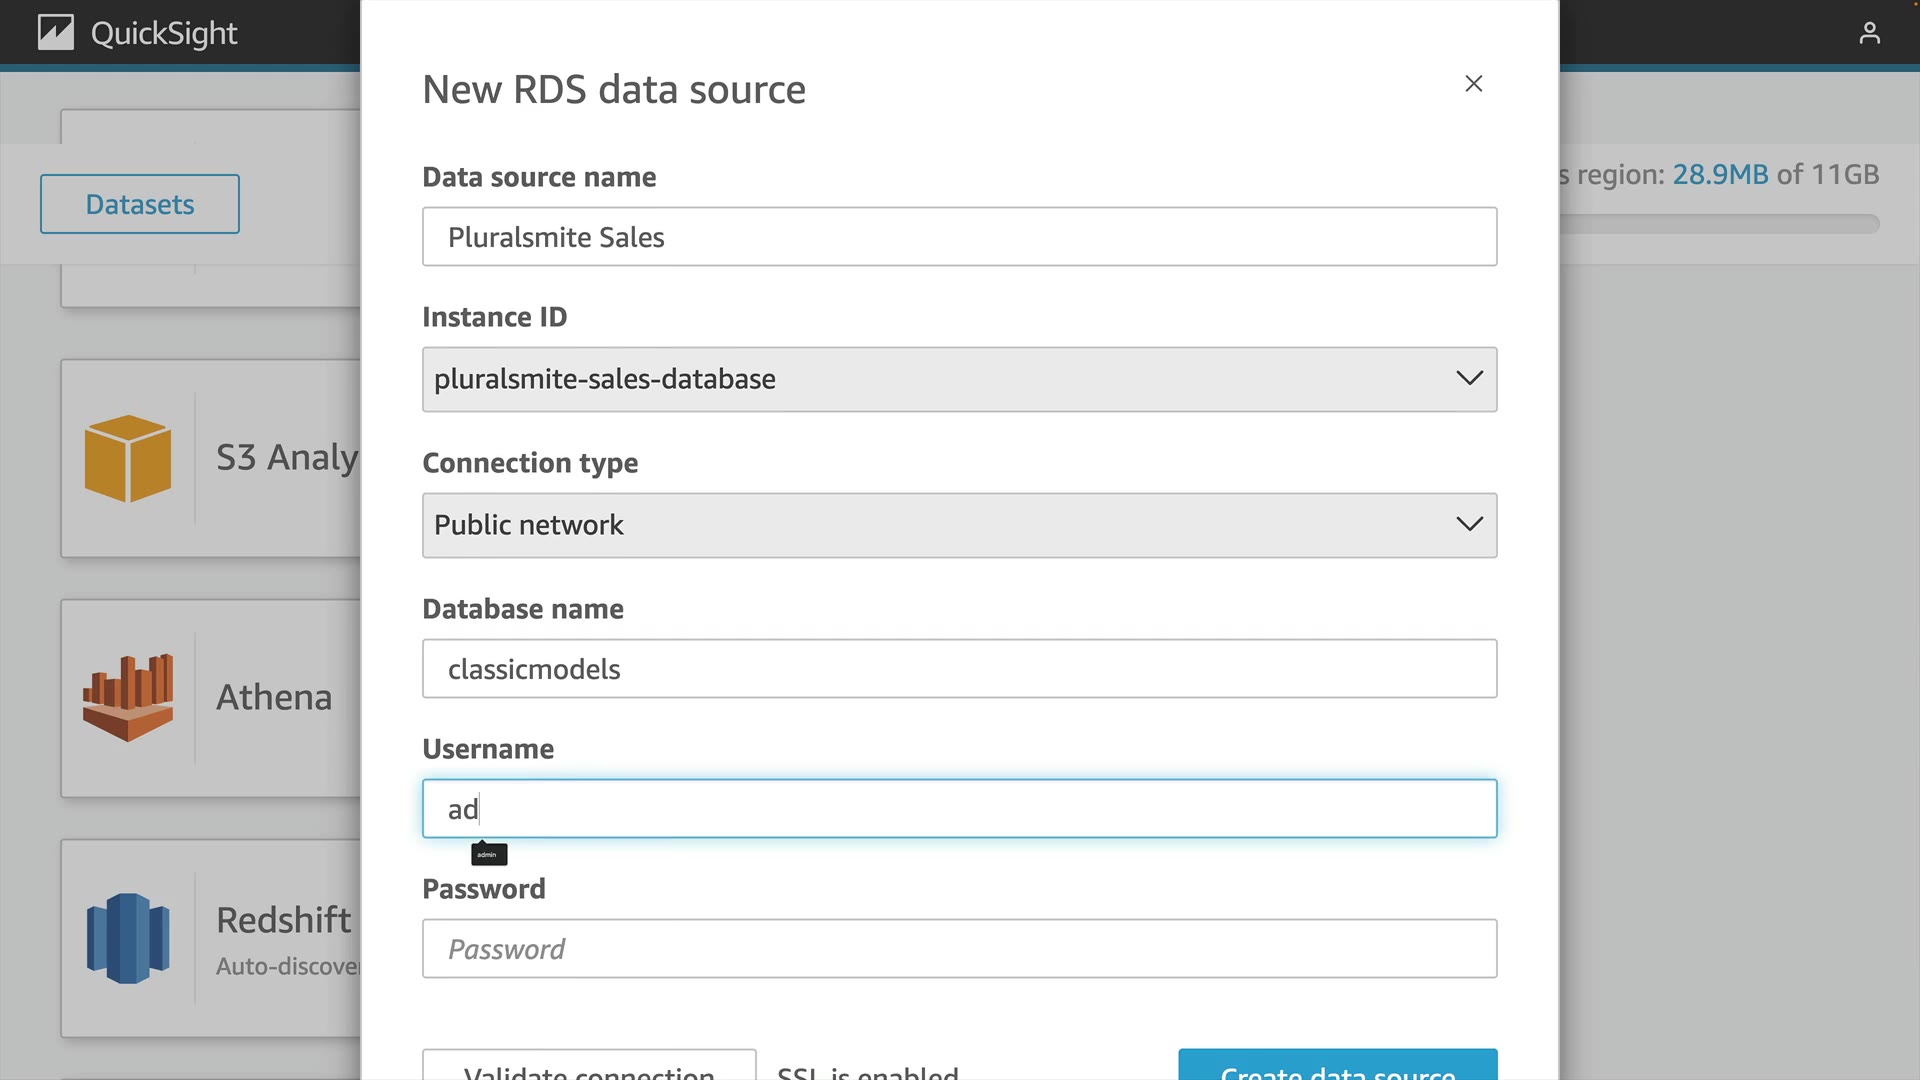 QuickSight
New RDS data source
Data source name
s region: 28.9MB of 11GB
Datasets
Pluralsmite Sales
Instance ID
pluralsmite-sales-database
S3 Analy
Connection type
Public network
Database name
classicmodels
Athena
Username
ad
admin
Password
Redshift
Password
Auto-discove
Validate connection
SSL is enabled
Create data source